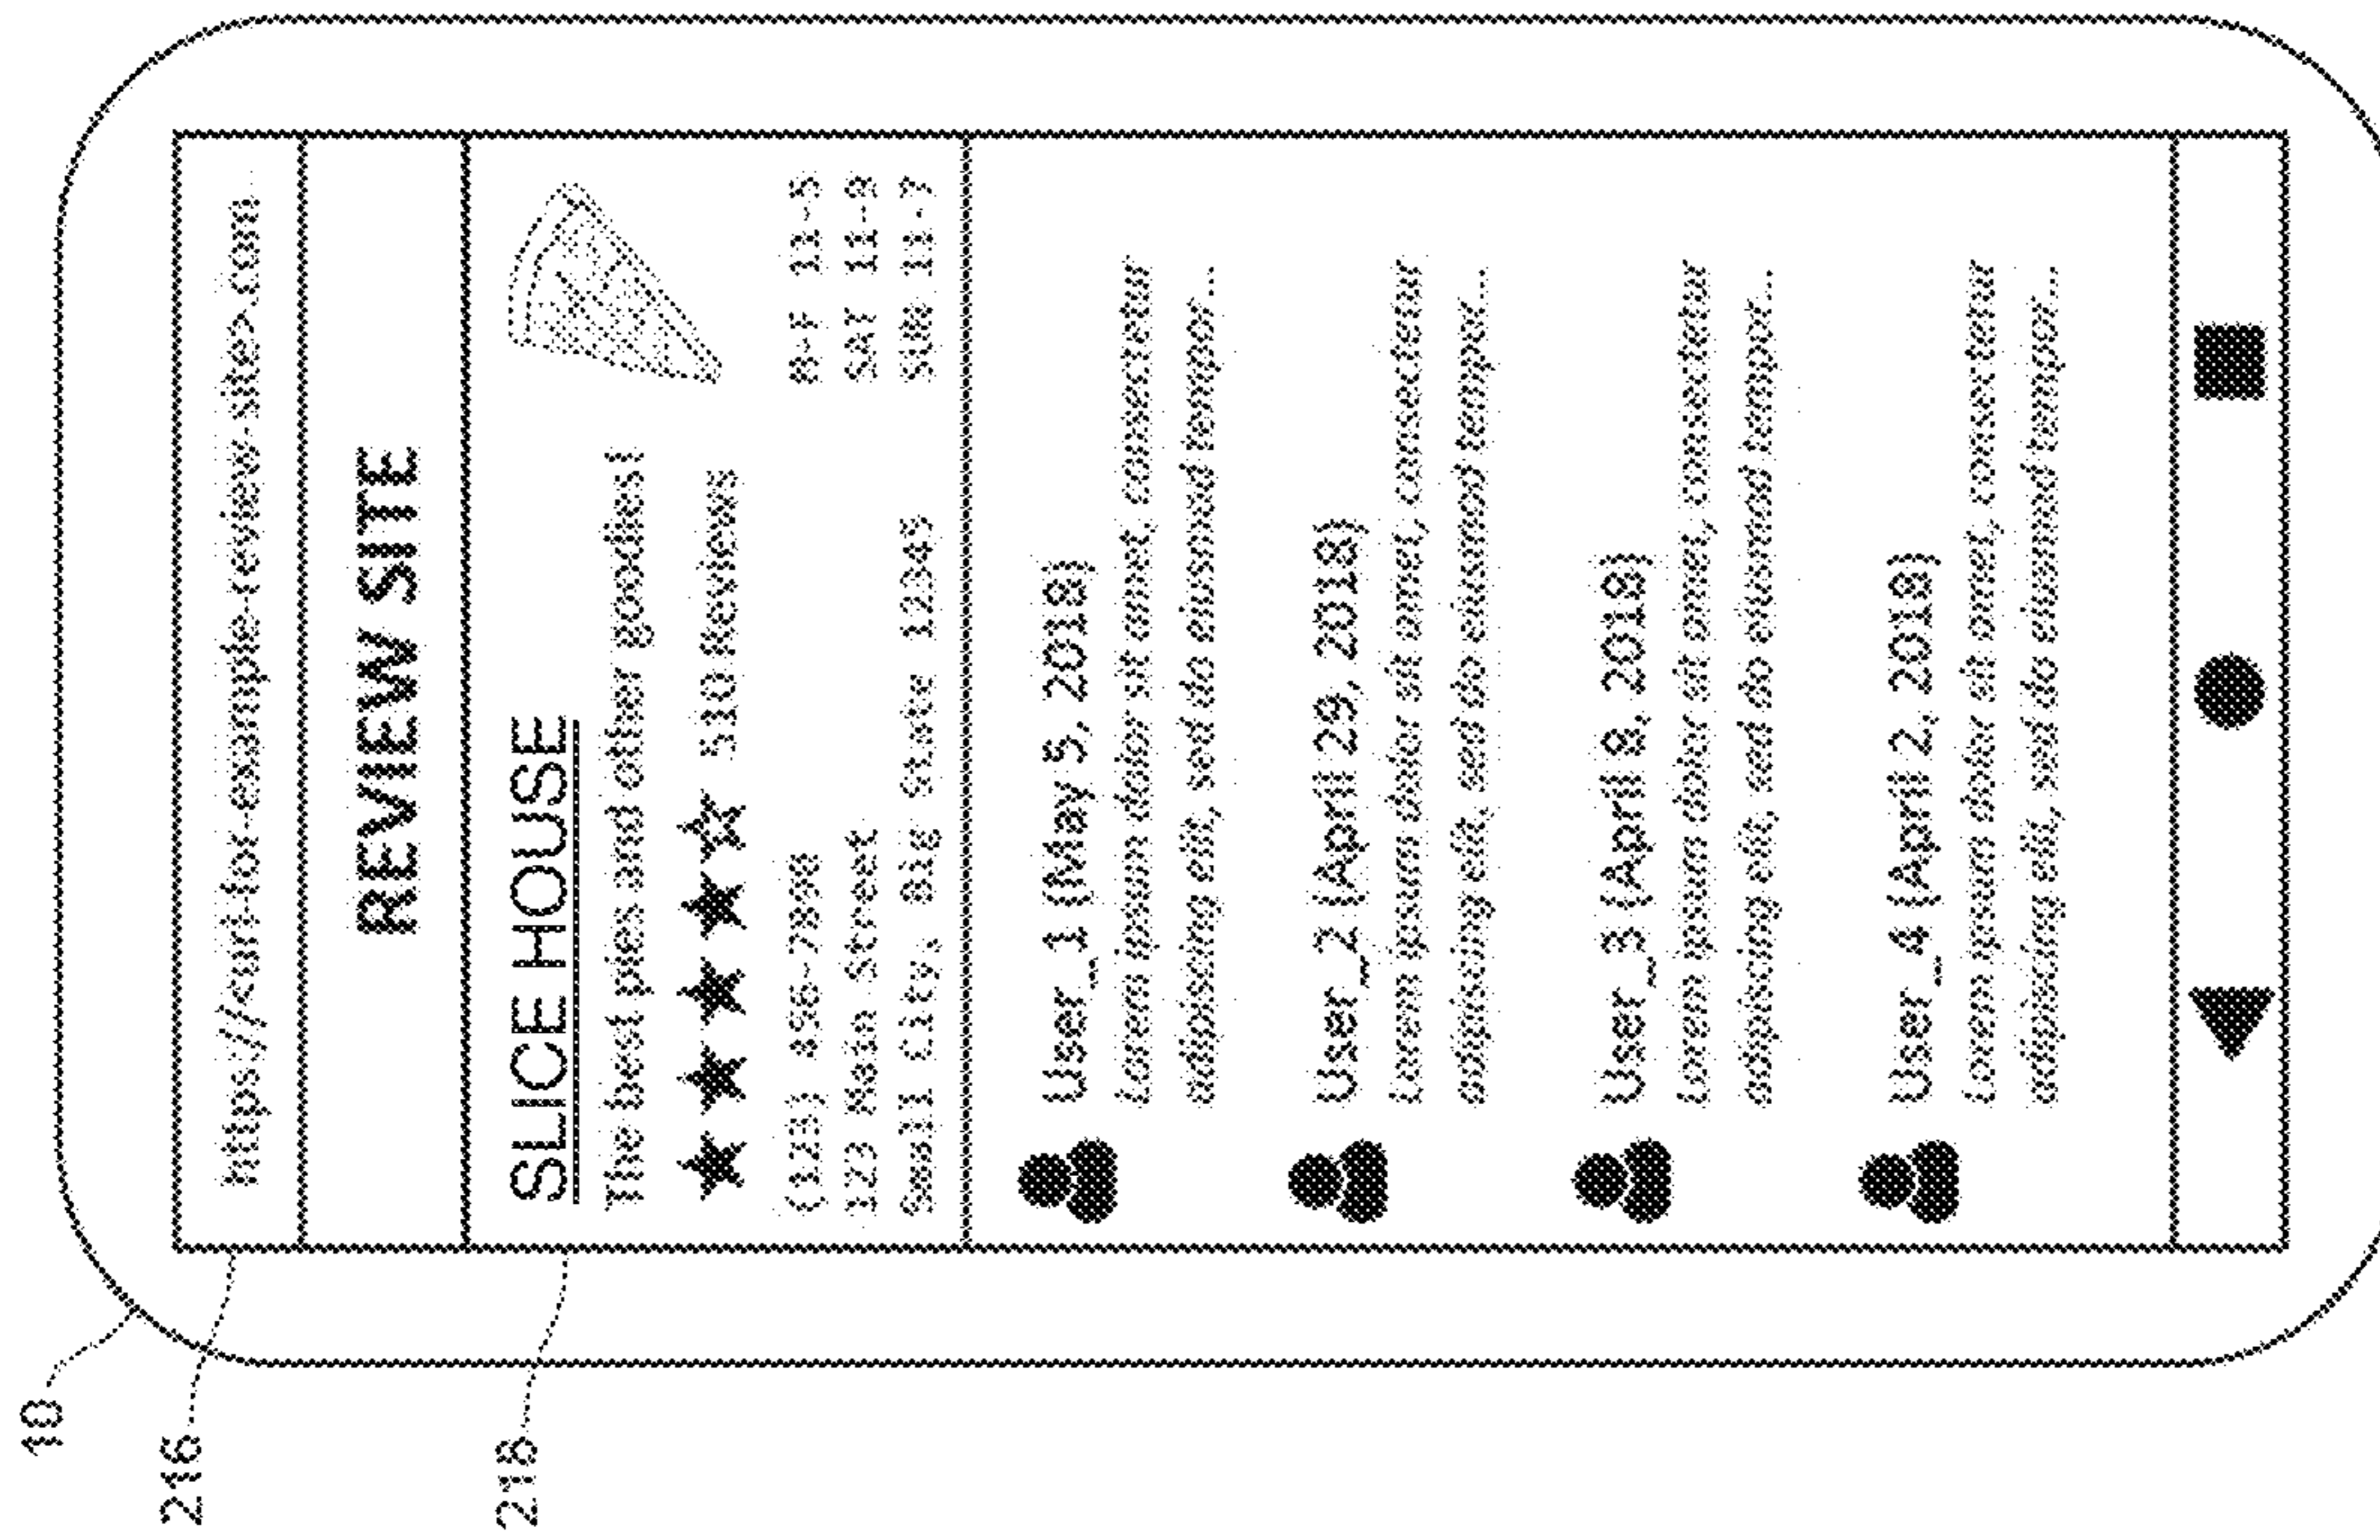 10
216
218
https://<url-for-example-review-site>.com
REVIEW SITE
SLICE HOUSE
The best pies and other goodies!
510 Reviews
(123) 456-7890
M-F 11-5
123 Main Street
SAT 11-9
Small City, Big State 12345
SUN 11-7
User_1 (May 5, 2018)
Lorem ipsum dolor sit amet, consectetur
adipiscing elit, sed do eiusmod tempor...
User_2 (April 29, 2018)
Lorem ipsum dolor sit amet, consectetur
adipiscing elit, sed do eiusmod tempor...
User_3 (April 8, 2018)
Lorem ipsum dolor sit amet, consectetur
adipiscing elit, sed do eiusmod tempor...
User_4 (April 2, 2018)
Lorem ipsum dolor sit amet, consectetur
adipiscing elit, sed do eiusmod tempor...